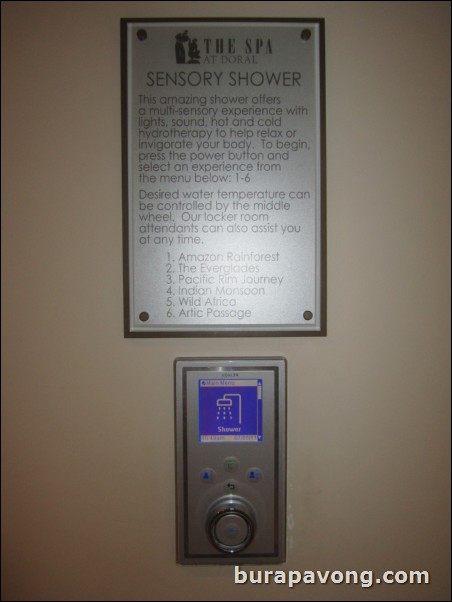 THE SPA
AT DORAL
SENSORY SHOWER
This amazing shower offers
a multi-sensory experience with
lights, sound, hot and cold
hydrotherapy to help relax or
invigorate your body. To begin,
press the power button and
select an experience from
the menu below: 1-6
Desired water temperature can
be controlled by the middle
wheel. Our locker room
attendants can also assist you
at any time.
1. Amazon Rainforest
2. The Everglades
3. Pacific Rim Journey
4. Indian Monsoon
5. Wild Africa
6. Artic Passage
Main Menu
Shower
burapavong.com